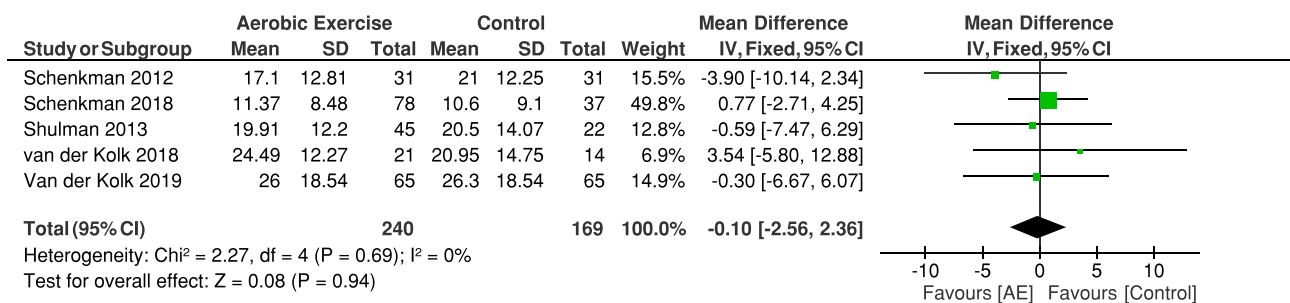 Aerobic Exercise Control Mean Difference Mean Difference
Study or Subgroup Mean SD Total Mean SD Total Weight IV, Fixed, 95% CI IV, Fixed, 95% CI
Schenkman 2012 17.1 12.81 31 21 12.25 31 15.5% -3.90 [-10.14, 2.34]
Schenkman 2018 11.37 8.48 78 10.6 9.1 37 49.8% 0.77 [-2.71, 4.25]
Shulman 2013 19.91 12.2 45 20.5 14.07 22 12.8% -0.59 [-7.47, 6.29]
van der Kolk 2018 24.49 12.27 21 20.95 14.75 14 6.9% 3.54 [-5.80, 12.88]
Van der Kolk 2019 26 18.54 65 26.3 18.54 65 14.9% -0.30 [-6.67, 6.07]
Total (95% CI) 240 169 100.0% -0.10 [-2.56, 2.36]
Heterogeneity: Chi² = 2.27, df = 4 (P = 0.69); I² = 0%
Test for overall effect: Z = 0.08 (P = 0.94)
-10 -5 0 5 10
Favours [AE] Favours [Control]